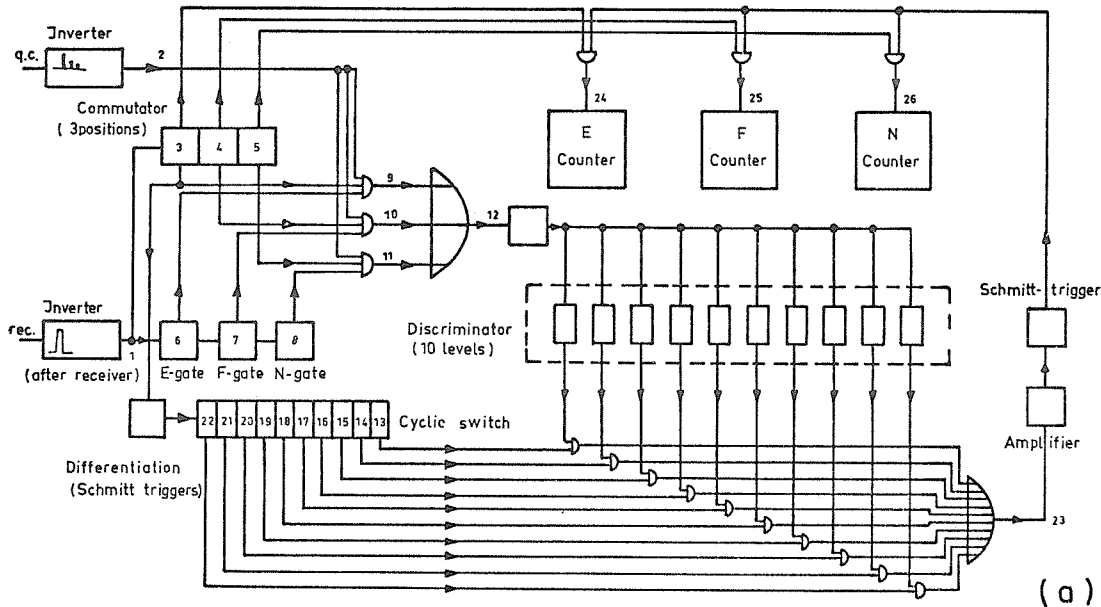 Inverter
q.c.
2
Commutator
( 3positions)
3 4 5
24
25
26
E
Counter
F
Counter
N
Counter
9
10
11
12
Inverter
rec.
1
(after receiver)
6
7
8
E-gate
F-gate
N-gate
Discriminator
(10 levels)
Schmitt-trigger
Amplifier
22 21 20 19 18 17 16 15 14 13
Cyclic switch
Differentiation
(Schmitt triggers)
23
(a)